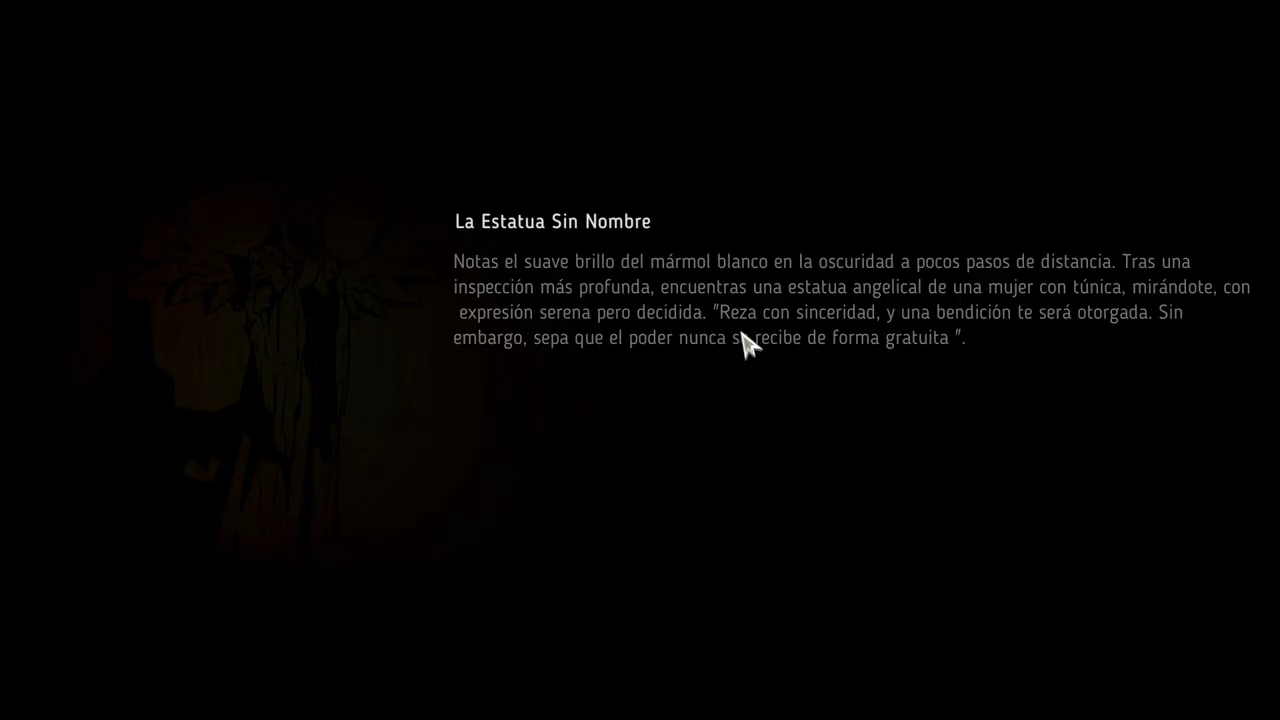 La Estatua Sin Nombre
Notas el suave brillo del mármol blanco en la oscuridad a pocos pasos de distancia. Tras una
inspección más profunda, encuentras una estatua angelical de una mujer con túnica, mirándote, con
expresión serena pero decidida. "Reza con sinceridad, y una bendición te será otorgada. Sin
embargo, sepa que el poder nunca se recibe de forma gratuita ".